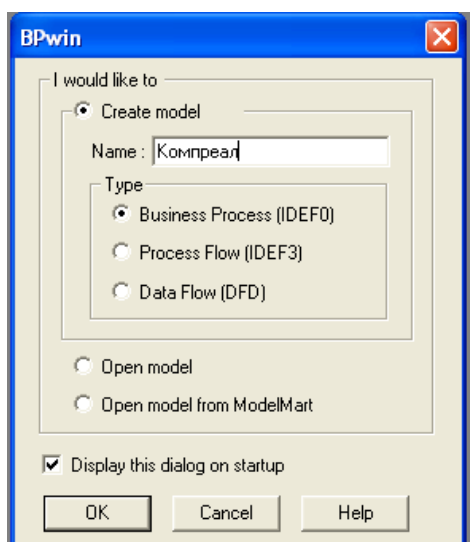 BPwin
I would like to
Create model
Name : Компреал
Type
Business Process (IDEF0)
Process Flow (IDEF3)
Data Flow (DFD)
Open model
Open model from ModelMart
Display this dialog on startup
OK Cancel Help